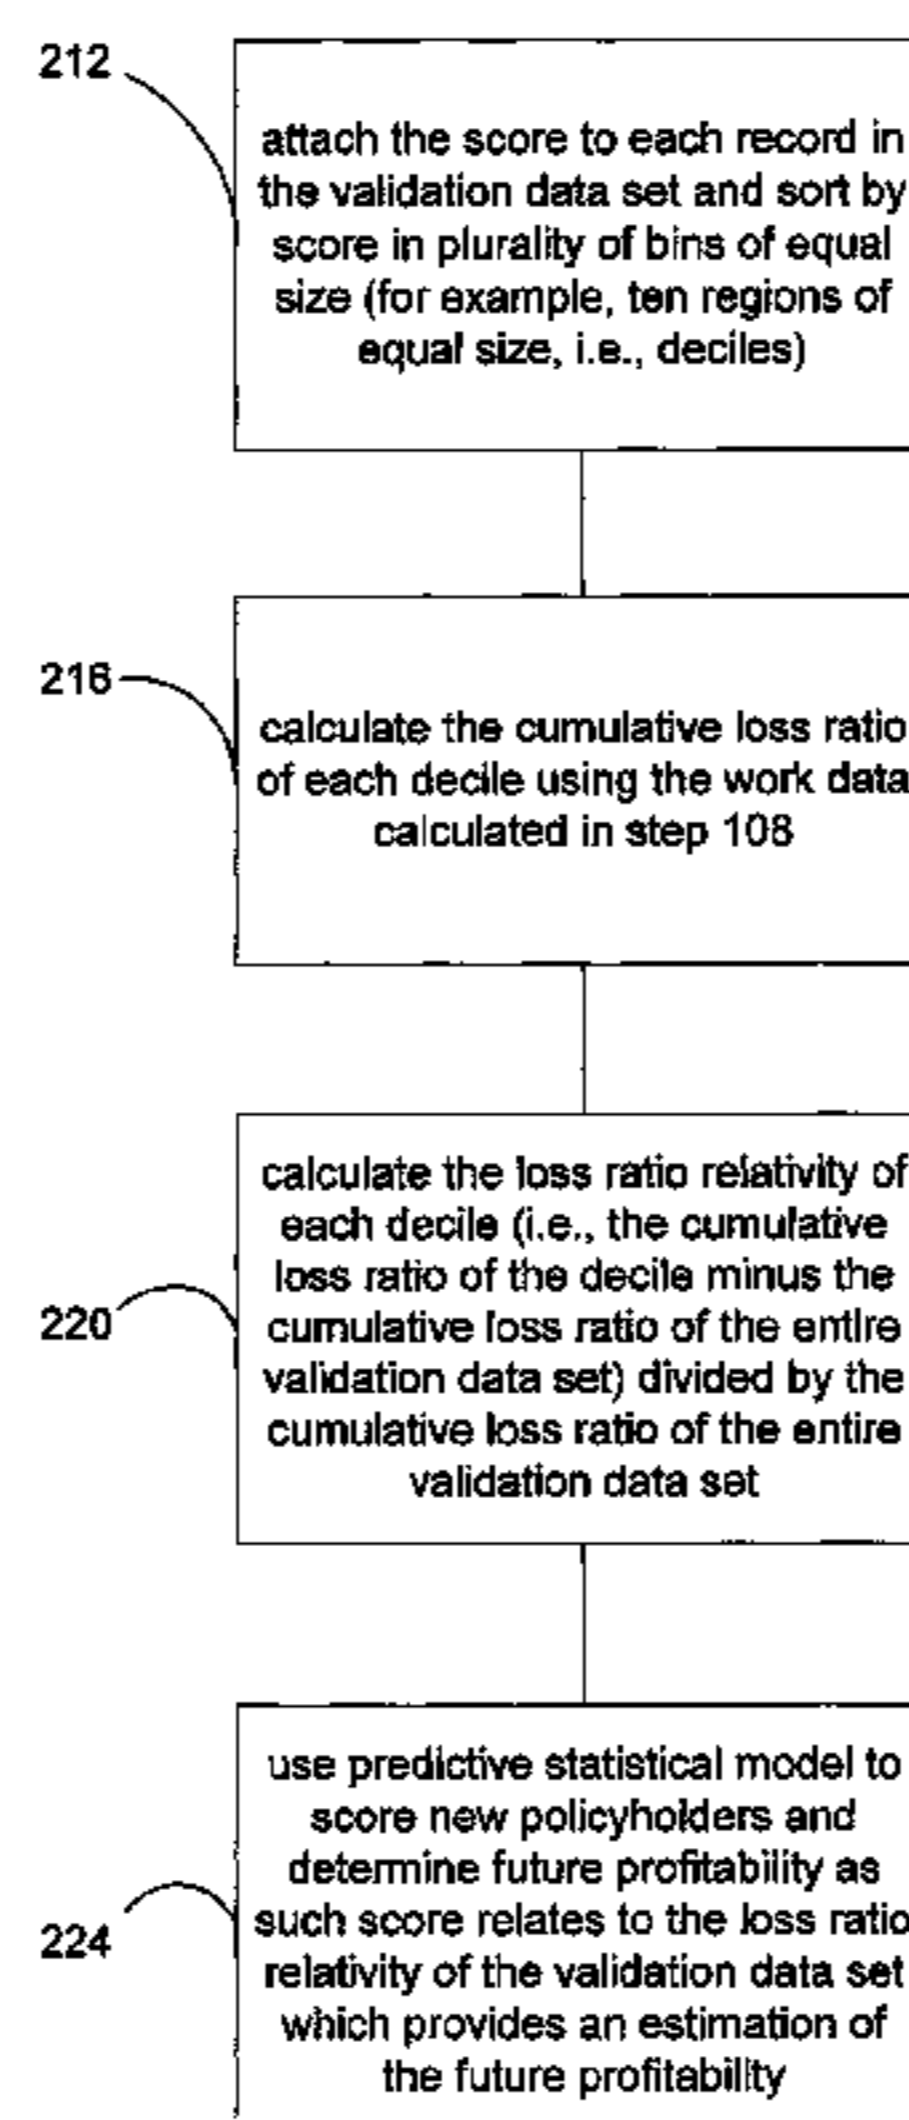 212
attach the score to each record in
the validation data set and sort by
score in plurality of bins of equal
size (for example, ten regions of
equal size, i.e., deciles)
216
calculate the cumulative loss ratio
of each decile using the work data
calculated in step 108
220
calculate the loss ratio relativity of
each decile (i.e., the cumulative
loss ratio of the decile minus the
cumulative loss ratio of the entire
validation data set) divided by the
cumulative loss ratio of the entire
validation data set
224
use predictive statistical model to
score new policyholders and
determine future profitability as
such score relates to the loss ratio
relativity of the validation data set
which provides an estimation of
the future profitability